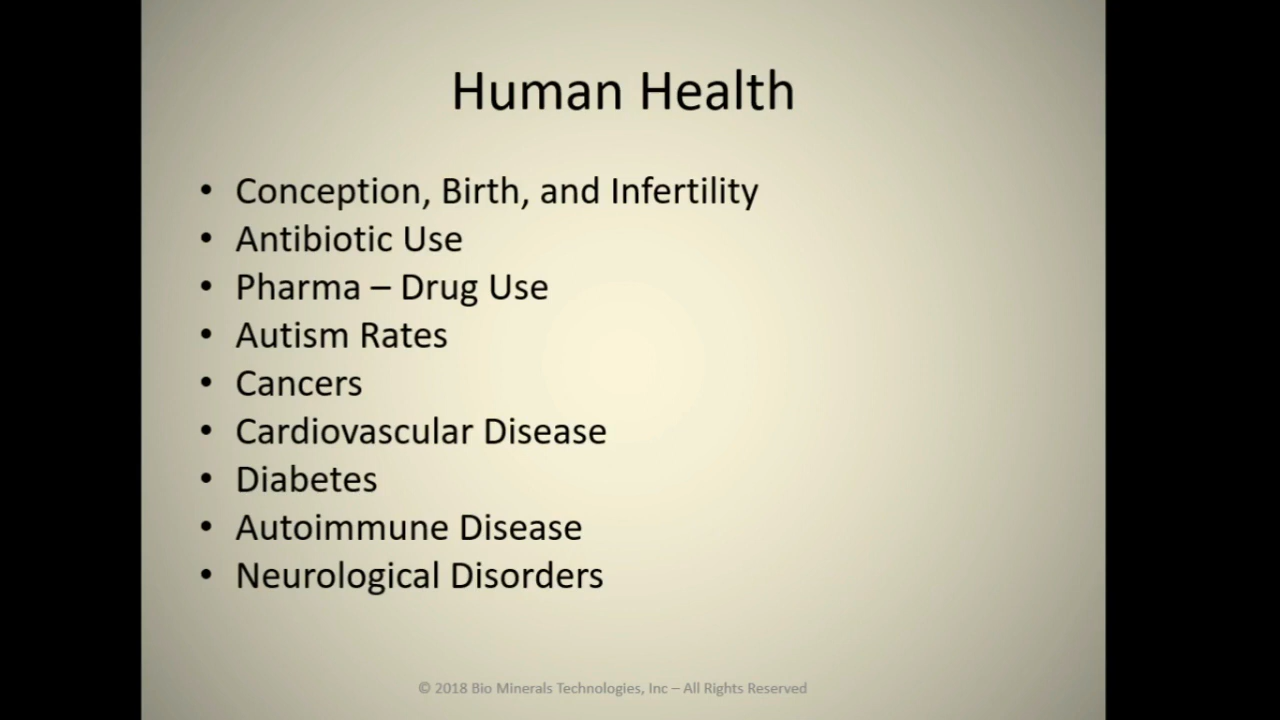 Human Health
• Conception, Birth, and Infertility
• Antibiotic Use
• Pharma – Drug Use
• Autism Rates
• Cancers
• Cardiovascular Disease
• Diabetes
• Autoimmune Disease
• Neurological Disorders
© 2018 Bio Minerals Technologies, Inc – All Rights Reserved